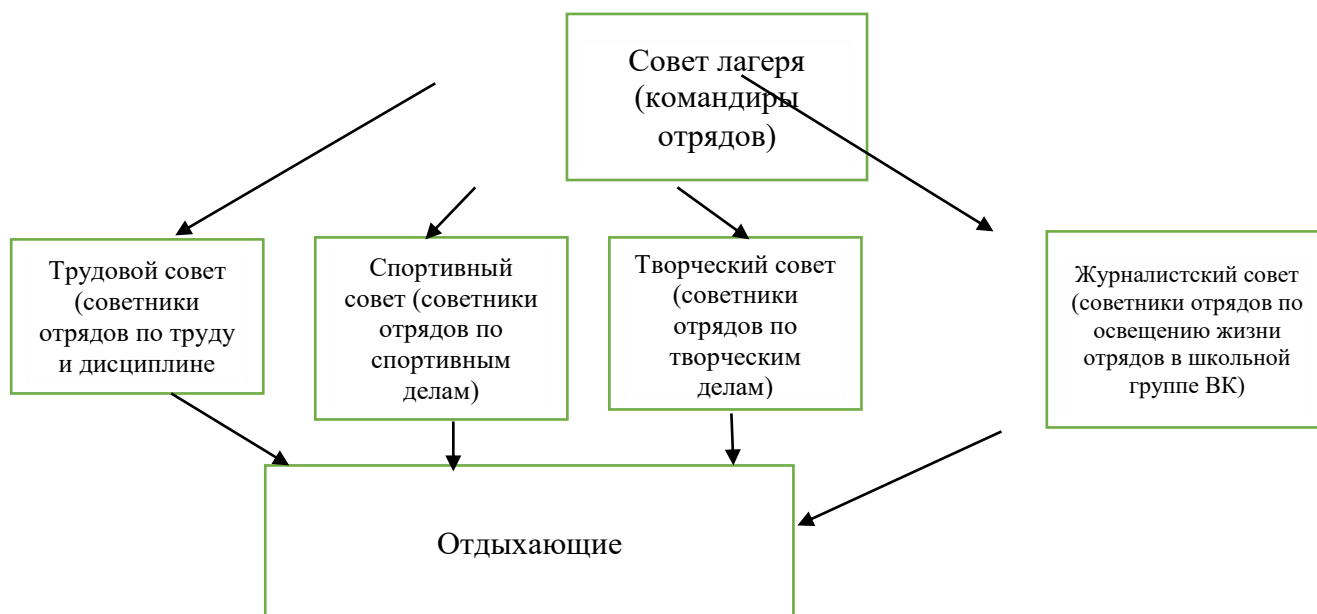 Совет лагеря
(командиры
отрядов)
Трудовой совет
(советники
отрядов по труду
и дисциплине
Спортивный
совет (советники
отрядов по
спортивным
делам)
Творческий совет
(советники
отрядов по
творческим
делам)
Журналистский совет
(советники отрядов по
освещению жизни
отрядов в школьной
группе ВК)
Отдыхающие